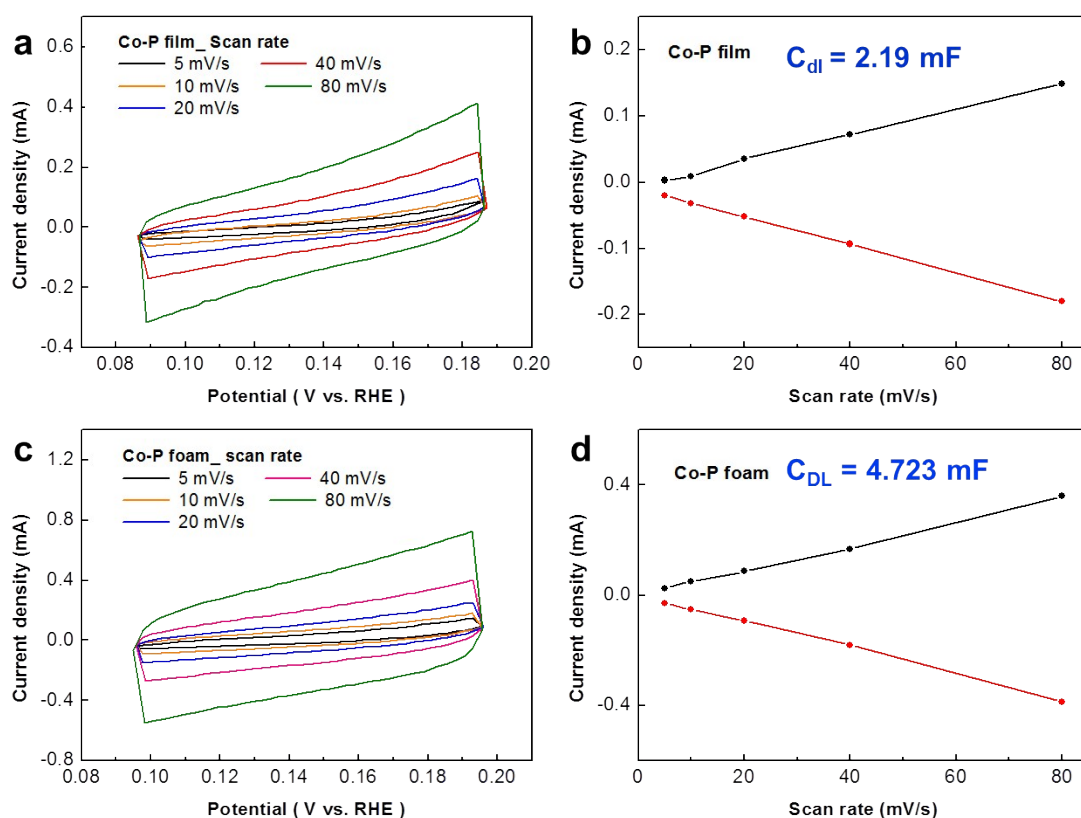 a
Co-P film_ Scan rate
5 mV/s
40 mV/s
10 mV/s
80 mV/s
20 mV/s
0.6
0.4
0.2
0.0
-0.2
-0.4
Current density (mA)
0.08
0.10
0.12
0.14
0.16
0.18
0.20
Potential ( V vs. RHE )
b
Co-P film
Cdl = 2.19 mF
0.2
0.1
0.0
-0.1
-0.2
Current density (mA)
0
20
40
60
80
Scan rate (mV/s)
c
Co-P foam_ scan rate
5 mV/s
40 mV/s
10 mV/s
80 mV/s
20 mV/s
1.2
0.8
0.4
0.0
-0.4
-0.8
Current density (mA)
0.08
0.10
0.12
0.14
0.16
0.18
0.20
Potential ( V vs. RHE )
d
Co-P foam
CDL = 4.723 mF
0.4
0.0
-0.4
Current density (mA)
0
20
40
60
80
Scan rate (mV/s)